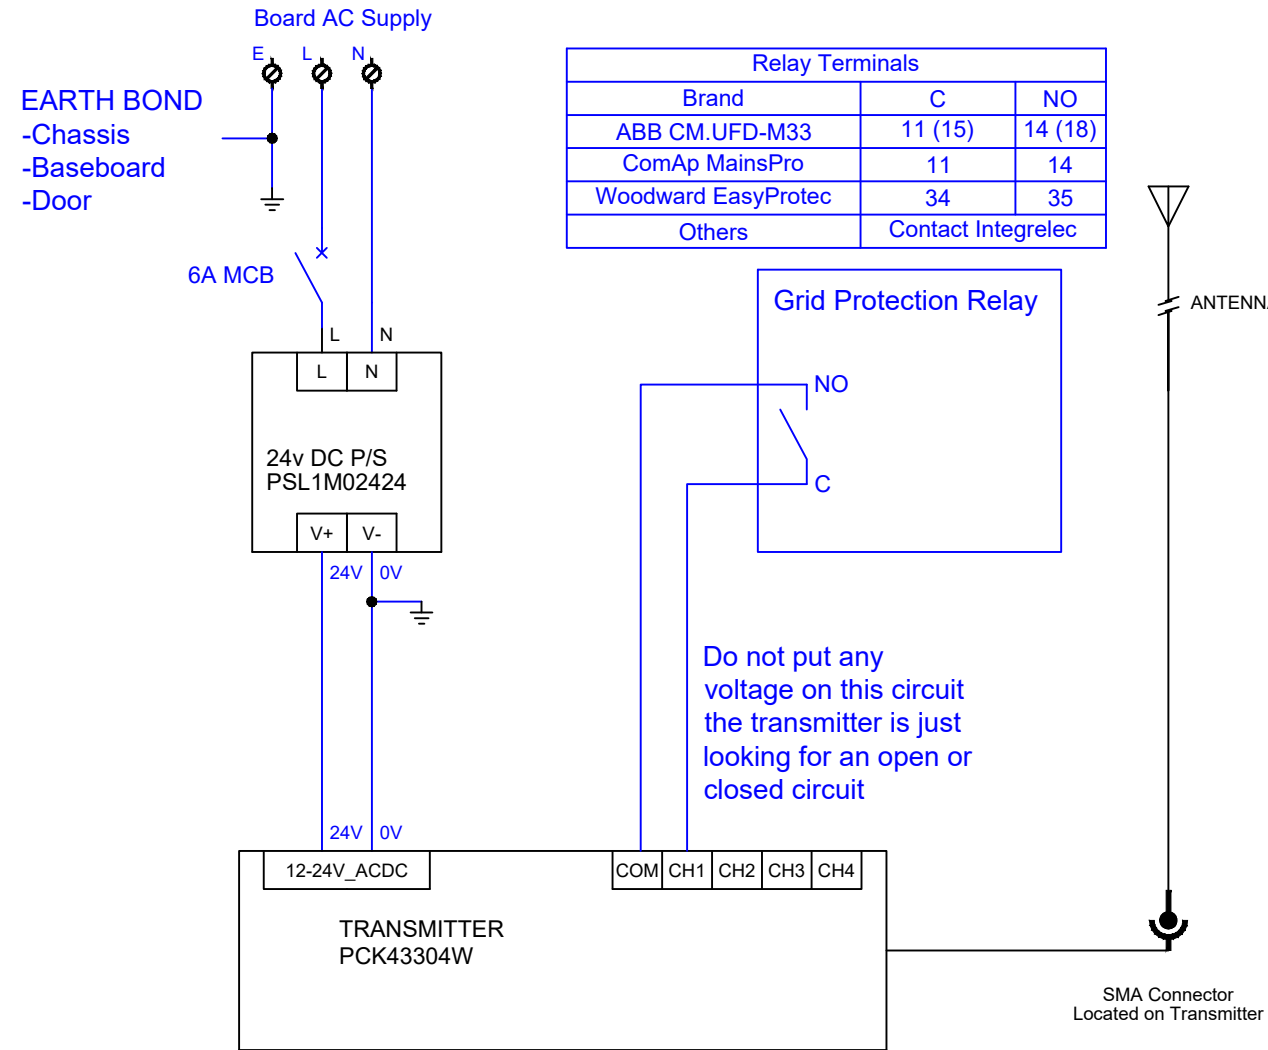 Board AC Supply
E L N
EARTH BOND
-Chassis
-Baseboard
-Door
6A MCB
L N
L N
24v DC P/S
PSL1M02424
V+ V-
24V 0V
Relay Terminals
Brand C NO
ABB CM.UFD-M33 11 (15) 14 (18)
ComAp MainsPro 11 14
Woodward EasyProtec 34 35
Others Contact Integrelec
Grid Protection Relay
NO
C
Do not put any
voltage on this circuit
the transmitter is just
looking for an open or
closed circuit
24V 0V
12-24V_ACDC
COM CH1 CH2 CH3 CH4
TRANSMITTER
PCK43304W
SMA Connector
Located on Transmitter